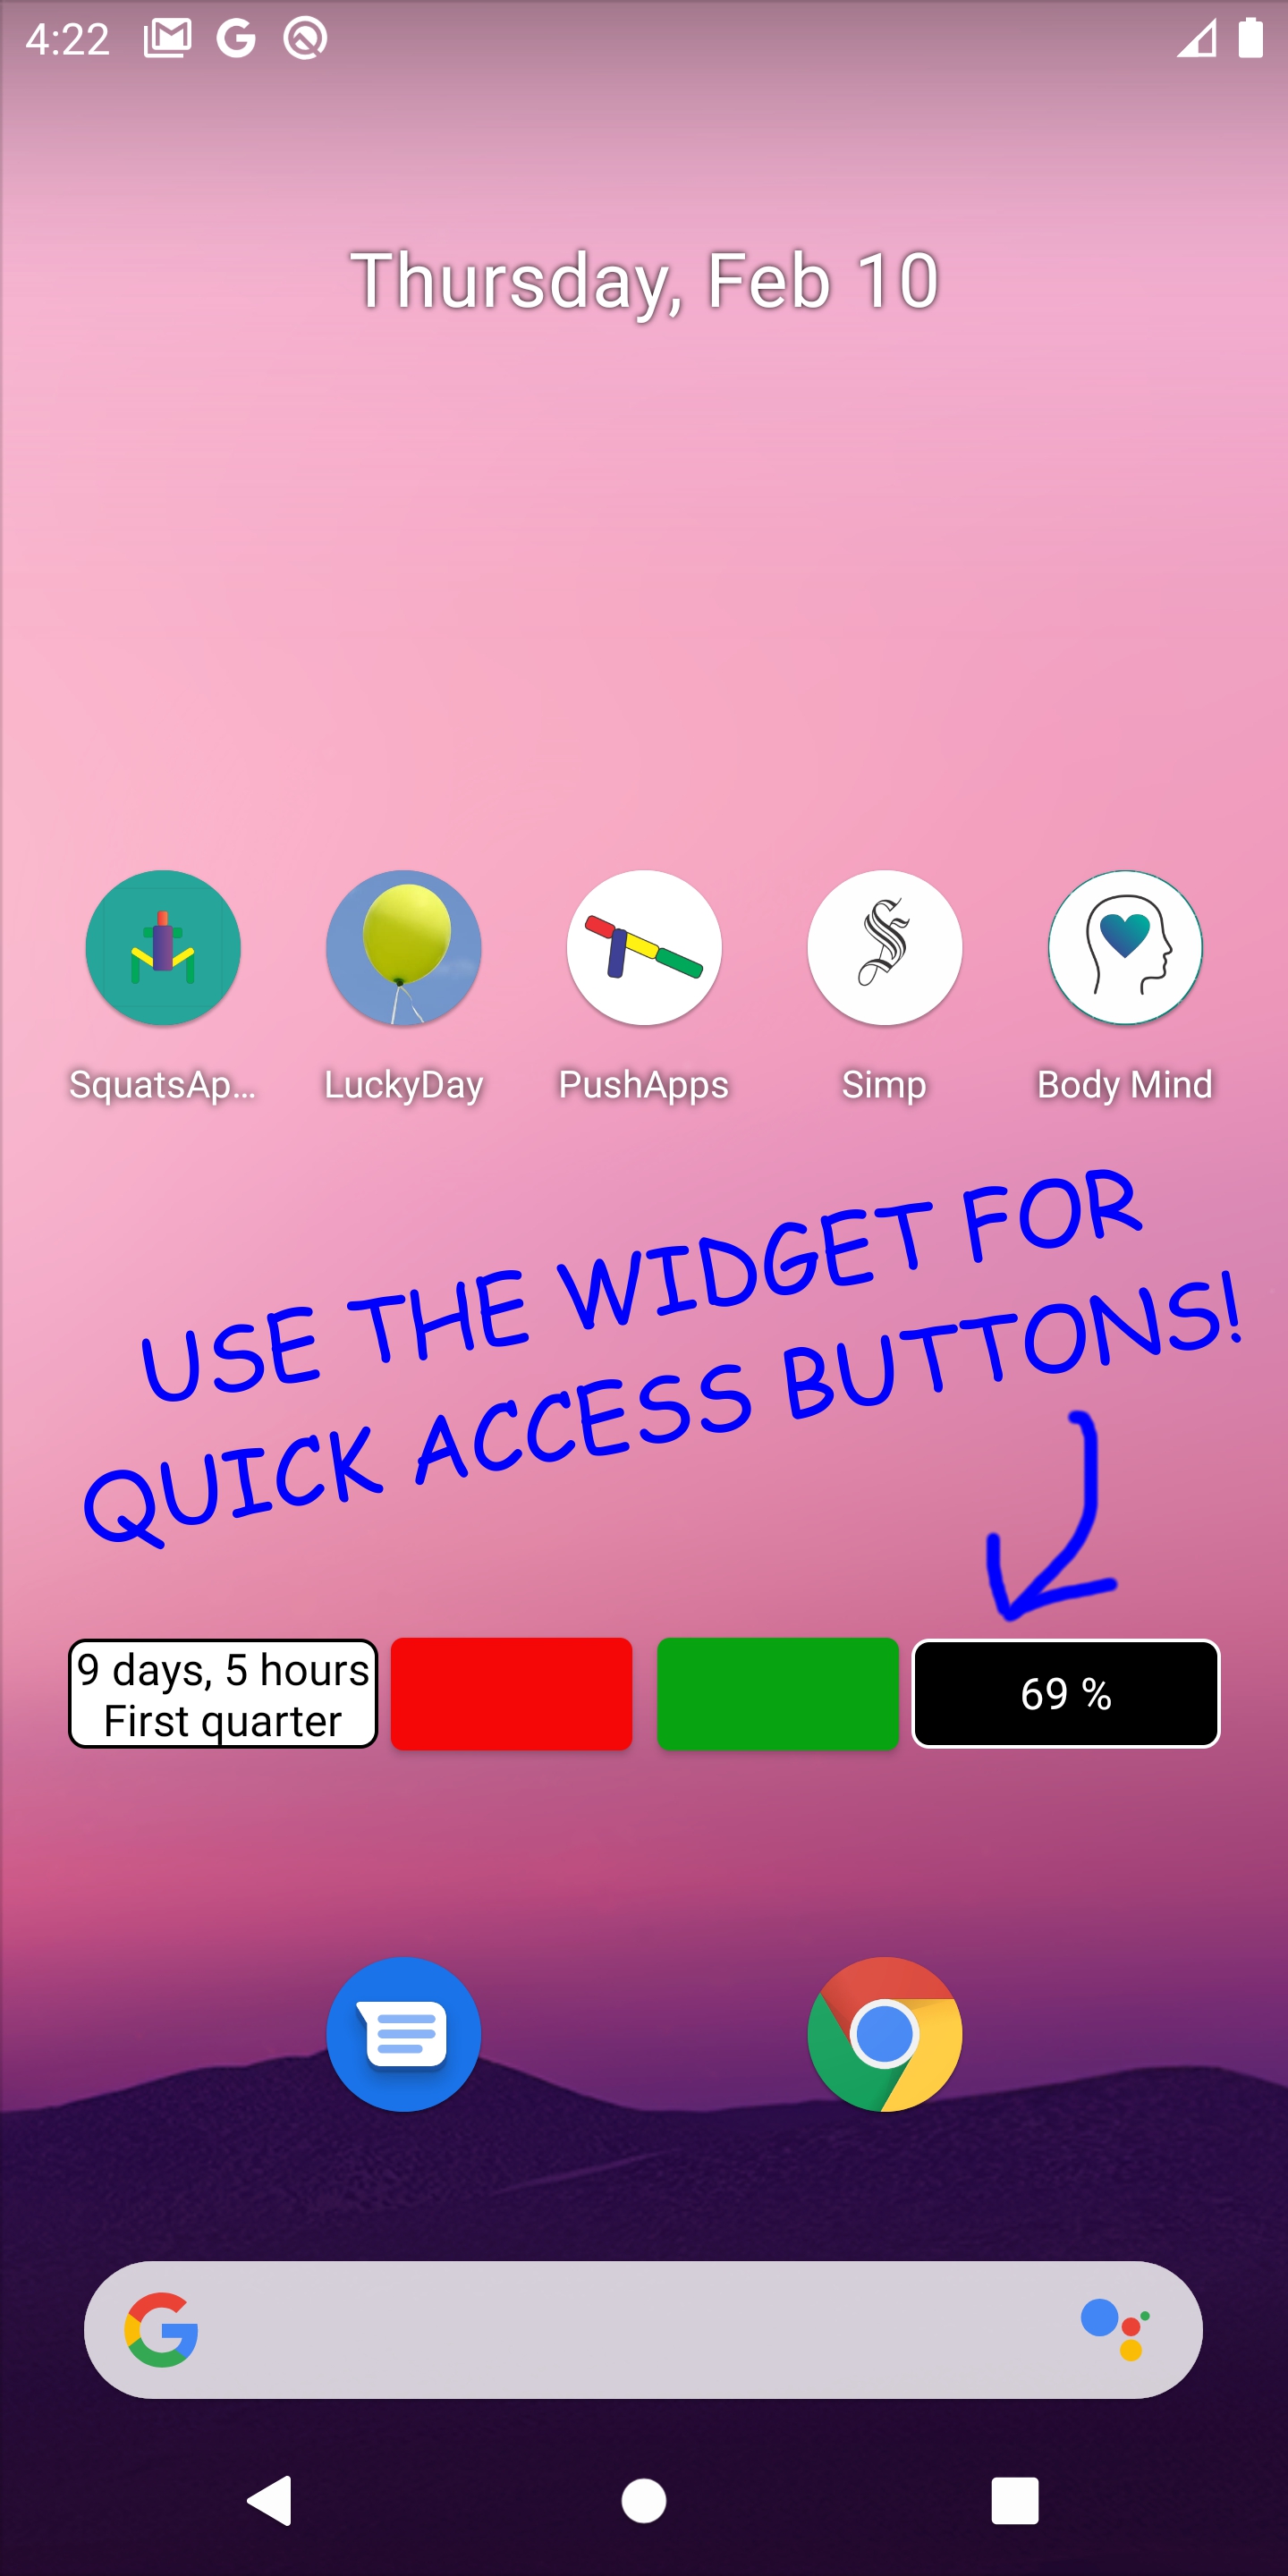 4:22
Thursday, Feb 10
SquatsAp...
LuckyDay
PushApps
Simp
Body Mind
USE THE WIDGET FOR
QUICK ACCESS BUTTONS!
9 days, 5 hours
First quarter
69 %